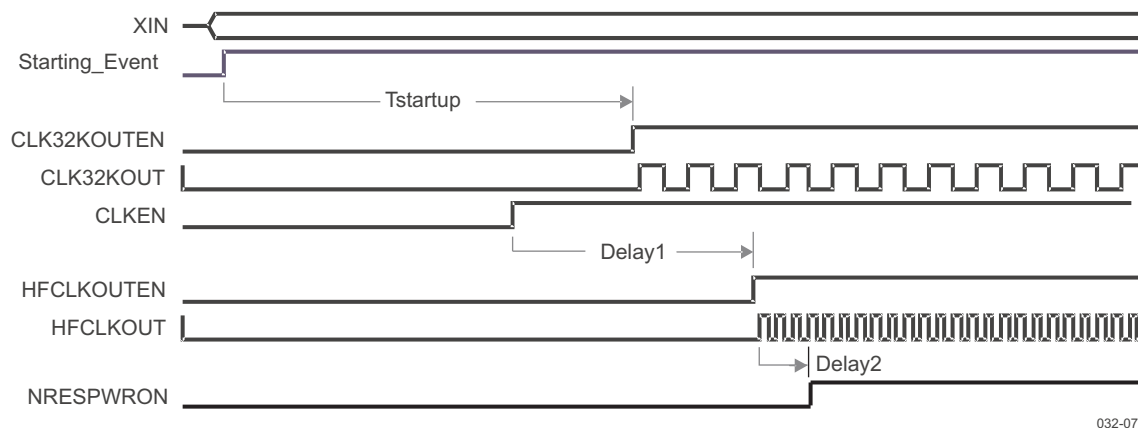 XIN
Starting_Event
Tstartup
CLK32KOUTEN
CLK32KOUT
CLKEN
Delay1
HFCLKOUTEN
HFCLKOUT
Delay2
NRESPWRON
032-07